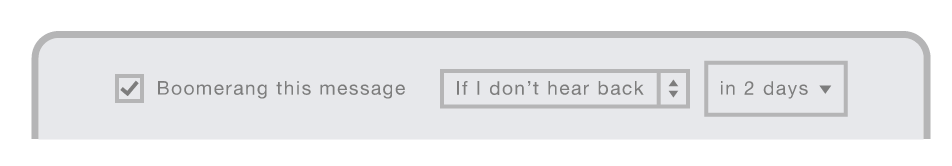 Boomerang this message If I don't hear back in 2 days